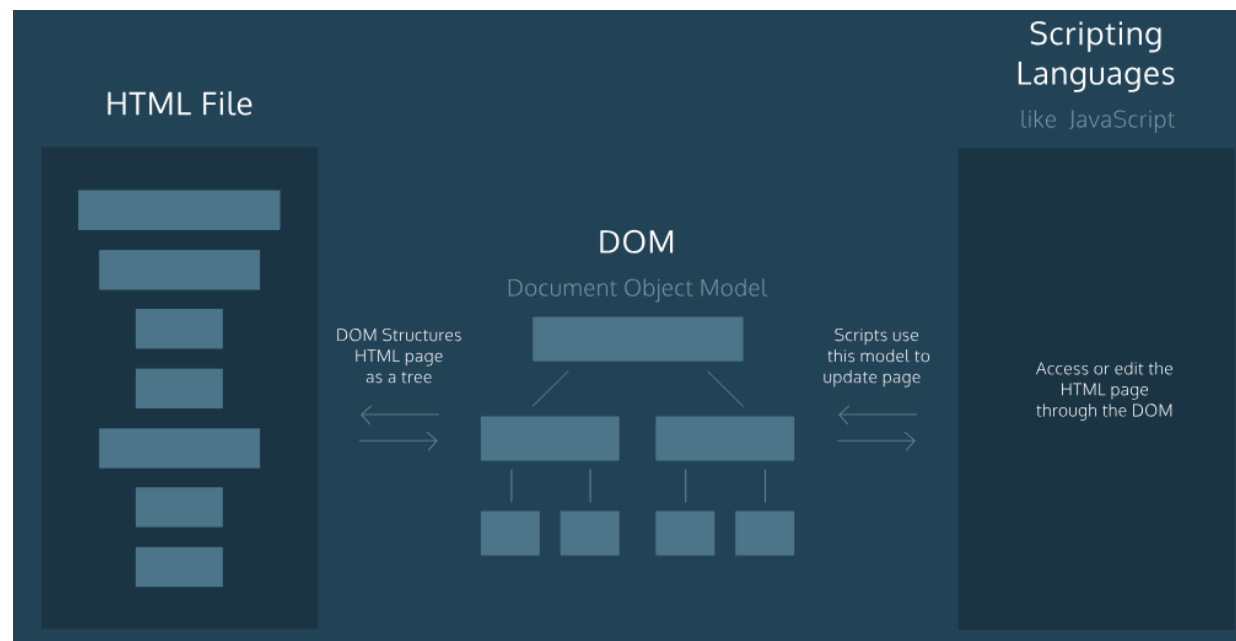 HTML File
DOM Structures
HTML page
as a tree
DOM
Document Object Model
Scripts use
this model to
update page
Scripting
Languages
like JavaScript
Access or edit the
HTML page
through the DOM